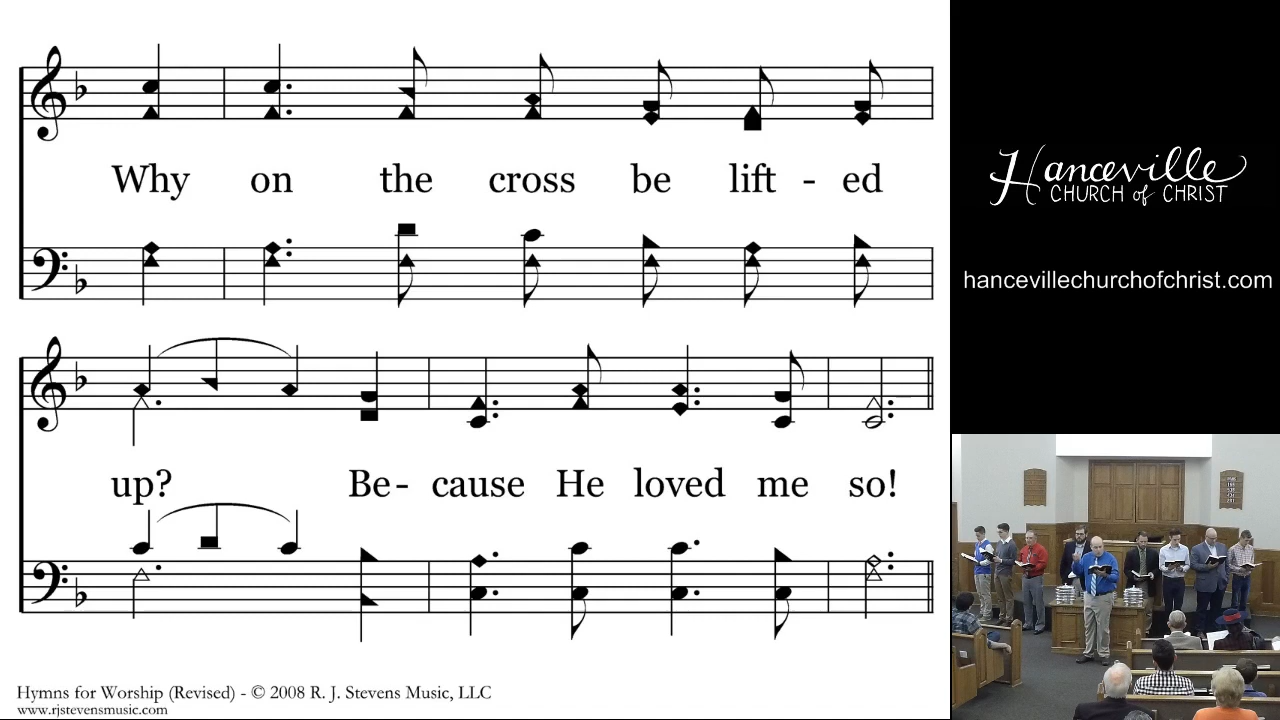 Why on the cross be lift - ed
up? Be- cause He loved me so!
Hymns for Worship (Revised) - © 2008 R. J. Stevens Music, LLC
www.rjstevensmusic.com
Hanceville
CHURCH of CHRIST
hancevillechurchofchrist.com